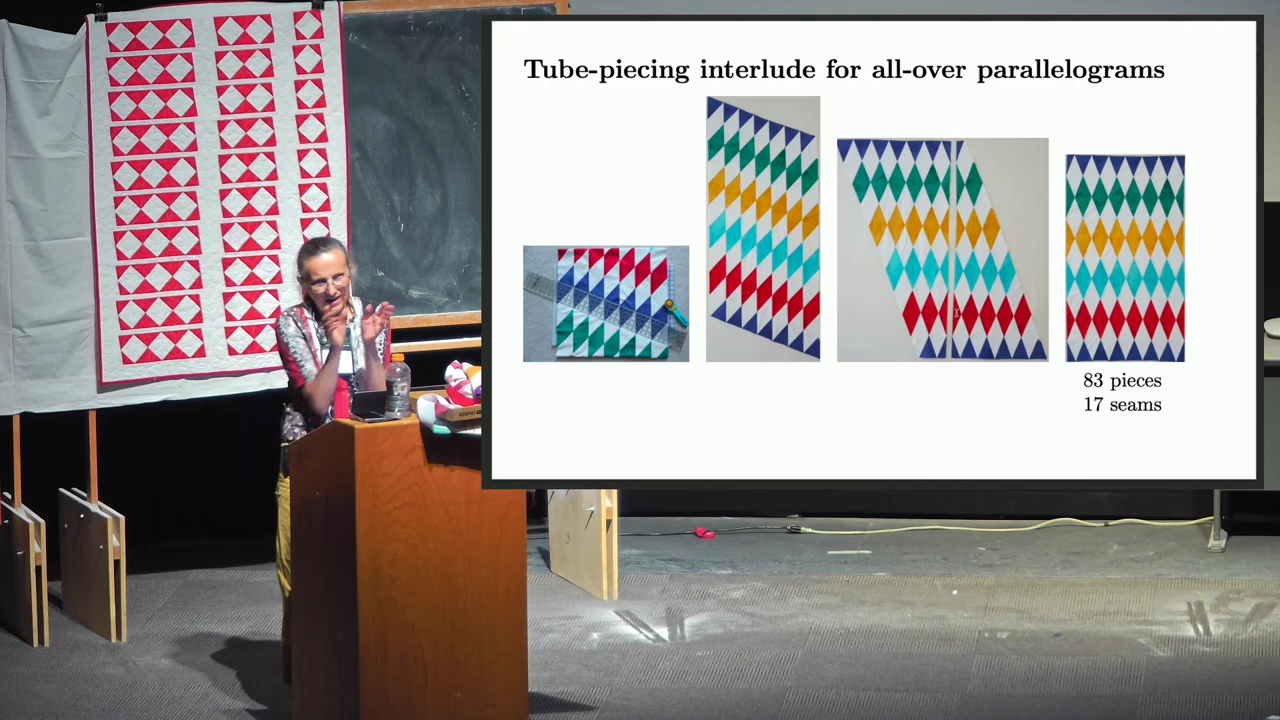 Tube-piecing interlude for all-over parallelograms
83 pieces
17 seams